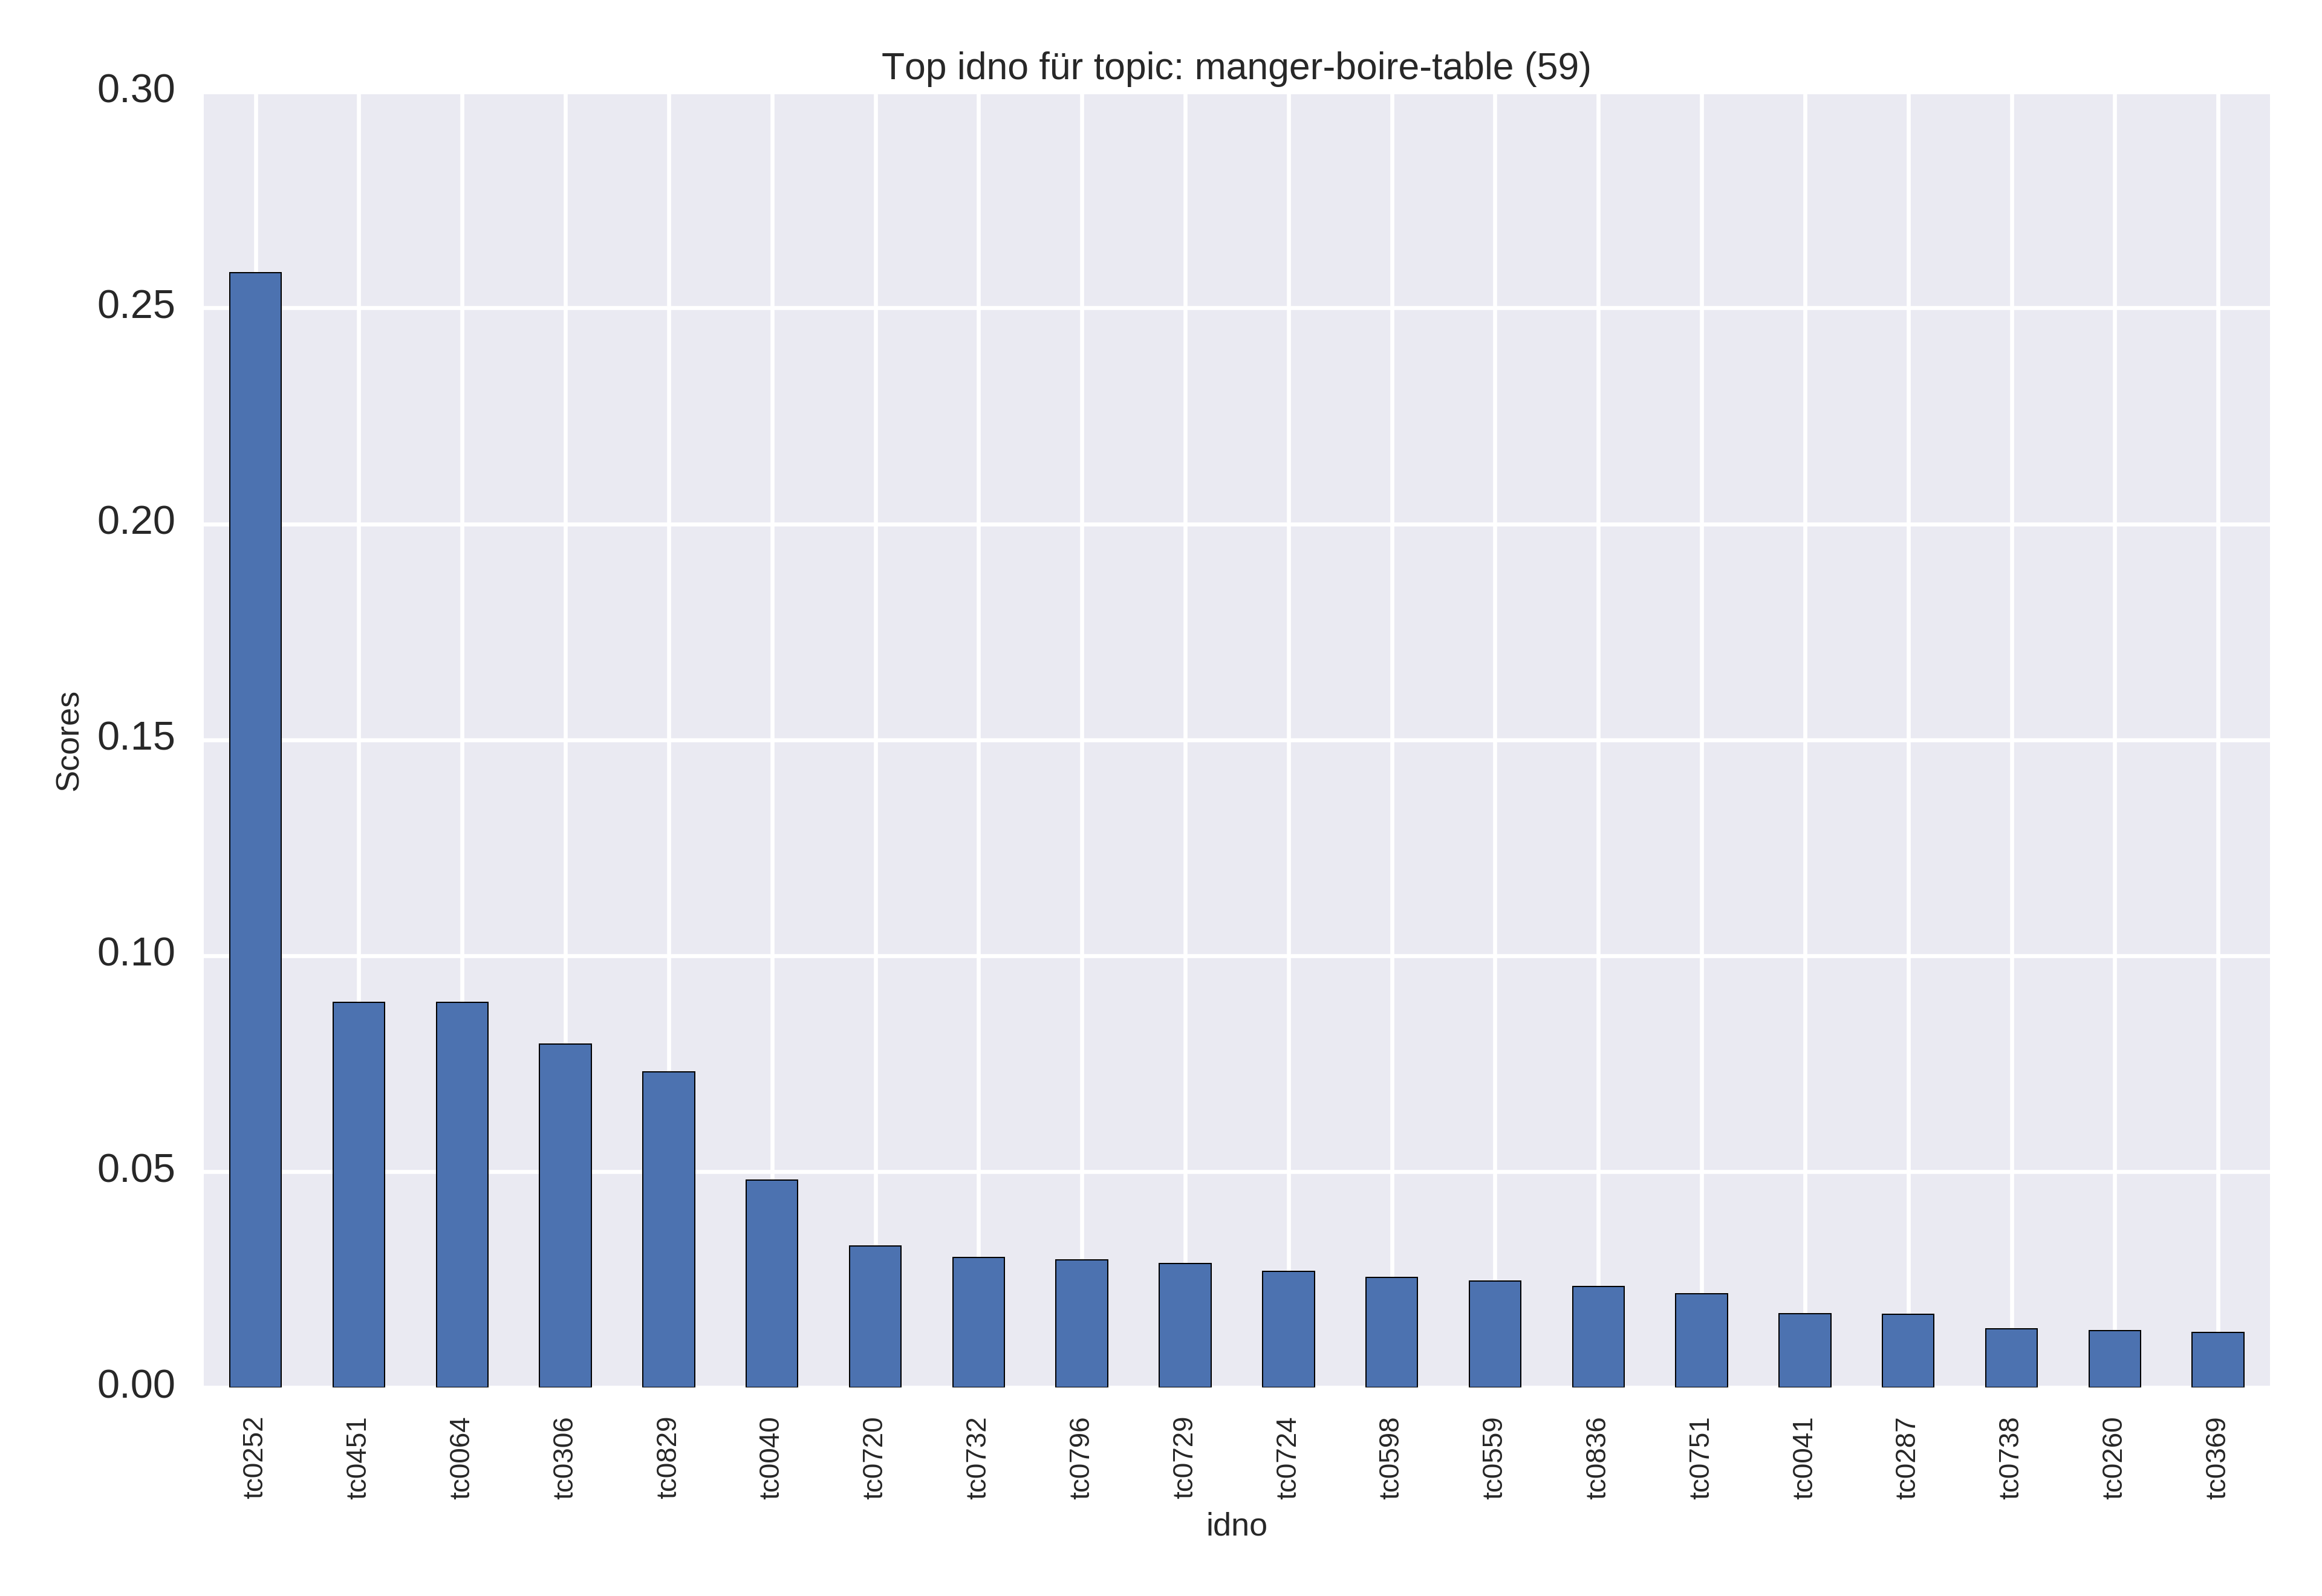 Top idno für topic: manger-boire-table (59)
0.30
0.25
0.20
0.15
0.10
0.05
0.00
Scores
tc0252
tc0451
tc0064
tc0306
tc0829
tc0040
tc0720
tc0732
tc0796
tc0729
tc0724
tc0598
tc0559
tc0836
tc0751
tc0041
tc0287
tc0738
tc0260
tc0369
idno